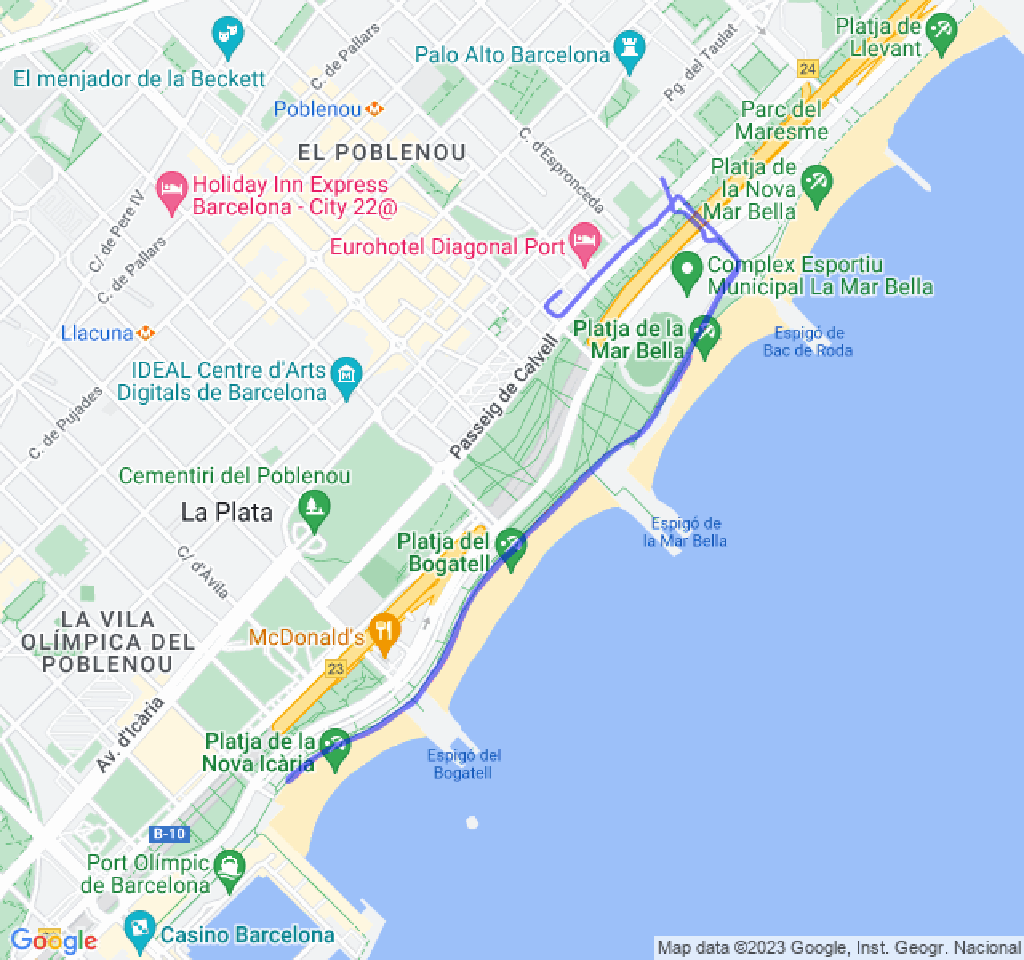 Platja de
Llevant
El menjador de la Beckett
C. de Pallars
Palo Alto Barcelona
Pg. del Taulat
24
Poblenou
Parc del
Maresme
EL POBLENOU
C. d'Espronceda
Platja de
la Nova
Mar Bella
Holiday Inn Express
Barcelona - City 22@
C/ de Pere IV
C. de Pallars
Eurohotel Diagonal Port
Complex Esportiu
Municipal La Mar Bella
Llacuna
Platja de la
Mar Bella
Espigó de
Bac de Roda
IDEAL Centre d'Arts
Digitals de Barcelona
Passeig de Calvell
C. de Pujades
Cementiri del Poblenou
La Plata
Platja del
Bogatell
Espigó de
la Mar Bella
C/ d'Àvila
LA VILA
OLÍMPICA DEL
POBLENOU
McDonald's
23
Av. d'Icària
Platja de la
Nova Icària
Espigó del
Bogatell
B-10
Port Olímpic
de Barcelona
Casino Barcelona
Google
Map data ©2023 Google, Inst. Geogr. Nacional